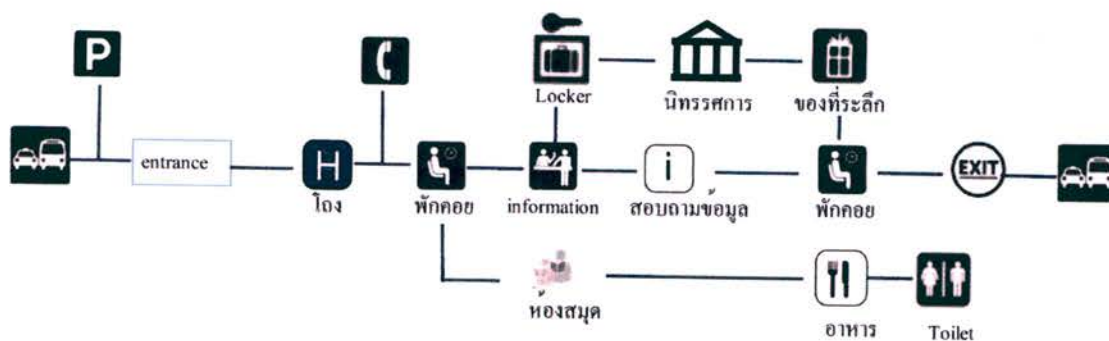 P
Locker
นิทรรศการ
ของที่ระลึก
entrance
H
i
EXIT
โถง
พักคอย
information
สอบถามข้อมูล
พักคอย
ห้องสมุด
อาหาร
Toilet